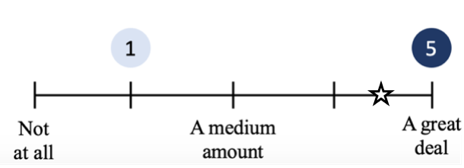 1
5
Not
at all
A medium
amount
A great
deal